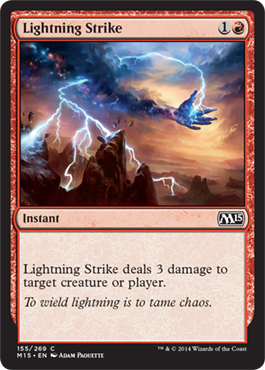 Lightning Strike 1
Instant M15
Lightning Strike deals 3 damage to
target creature or player.
To wield lightning is to tame chaos.
155/269 C
M15 • EN ADAM PAQUETTE
™ & © 2014 Wizards of the Coast